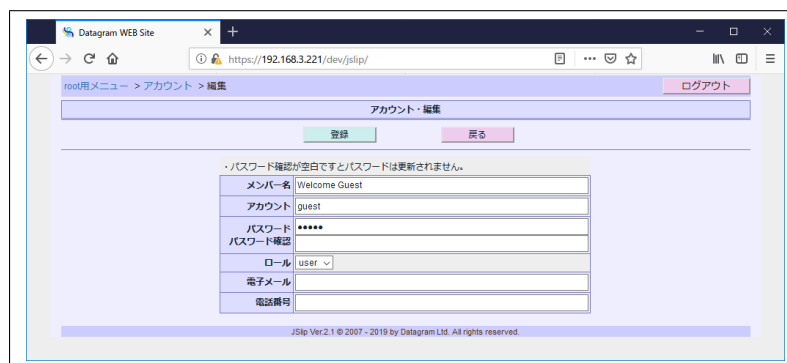 Datagram WEB Site
https://192.168.3.221/dev/jslip/
root用メニュー > アカウント > 編集
ログアウト
アカウント・編集
登録 戻る
・パスワード確認が空白ですとパスワードは更新されません。
メンバー名 Welcome Guest
アカウント guest
パスワード •••••
パスワード確認
ロール user
電子メール
電話番号
JSlip Ver.2.1 © 2007 - 2019 by Datagram Ltd. All rights reserved.